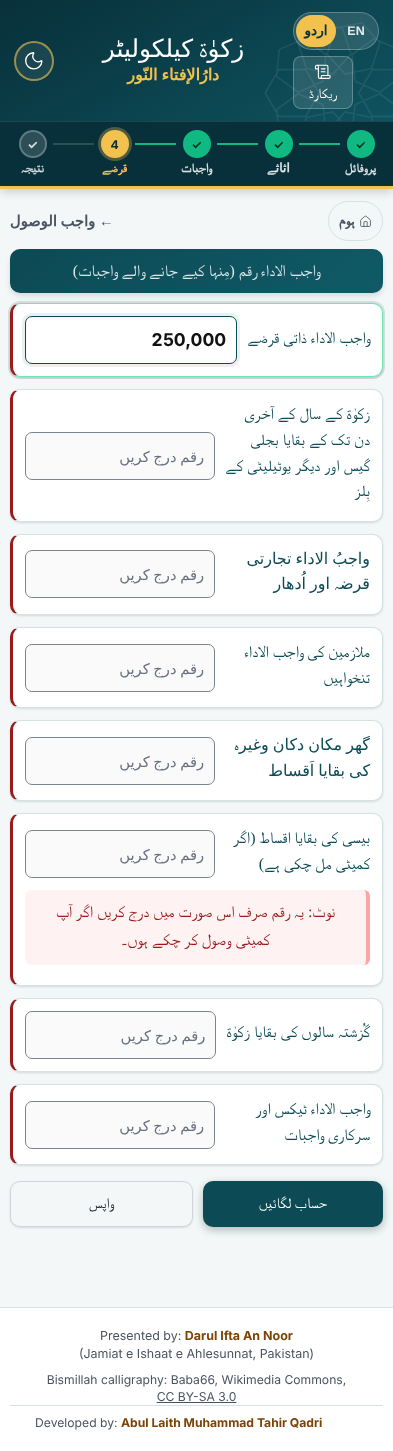 EN
اردو
زکوٰۃ کیلکولیٹر
دارُالإفتاء النّور
ریکارڈ
پروفائل
اثاثے
واجبات
4
قرضے
نتیجہ
ہوم
← واجب الوصول
واجب الاداء رقم (مِنہا کیے جانے والے واجبات)
واجب الاداء ذاتی قرضے
250,000
زکوٰۃ کے سال کے آخری
دن تک کے بقایا بجلی
گیس اور دیگر یوٹیلیٹی کے
بِلز
رقم درج کریں
واجبُ الاداء تجارتی
قرضہ اور اُدھار
رقم درج کریں
ملازمین کی واجب الاداء
تنخواہیں
رقم درج کریں
گھر مکان دکان وغیرہ
کی بقایا اَقساط
رقم درج کریں
بیسی کی بقایا اقساط (اگر
کمیٹی مل چکی ہے)
رقم درج کریں
نوٹ: یہ رقم صرف اس صورت میں درج کریں اگر آپ
کمیٹی وصول کر چکے ہوں۔
گُزشتہ سالوں کی بقایا زکوٰۃ
رقم درج کریں
واجب الاداء ٹیکس اور
سرکاری واجبات
رقم درج کریں
حساب لگائیں
واپس
Presented by: Darul Ifta An Noor
(Jamiat e Ishaat e Ahlesunnat, Pakistan)
Bismillah calligraphy: Baba66, Wikimedia Commons,
CC BY-SA 3.0
Developed by: Abul Laith Muhammad Tahir Qadri